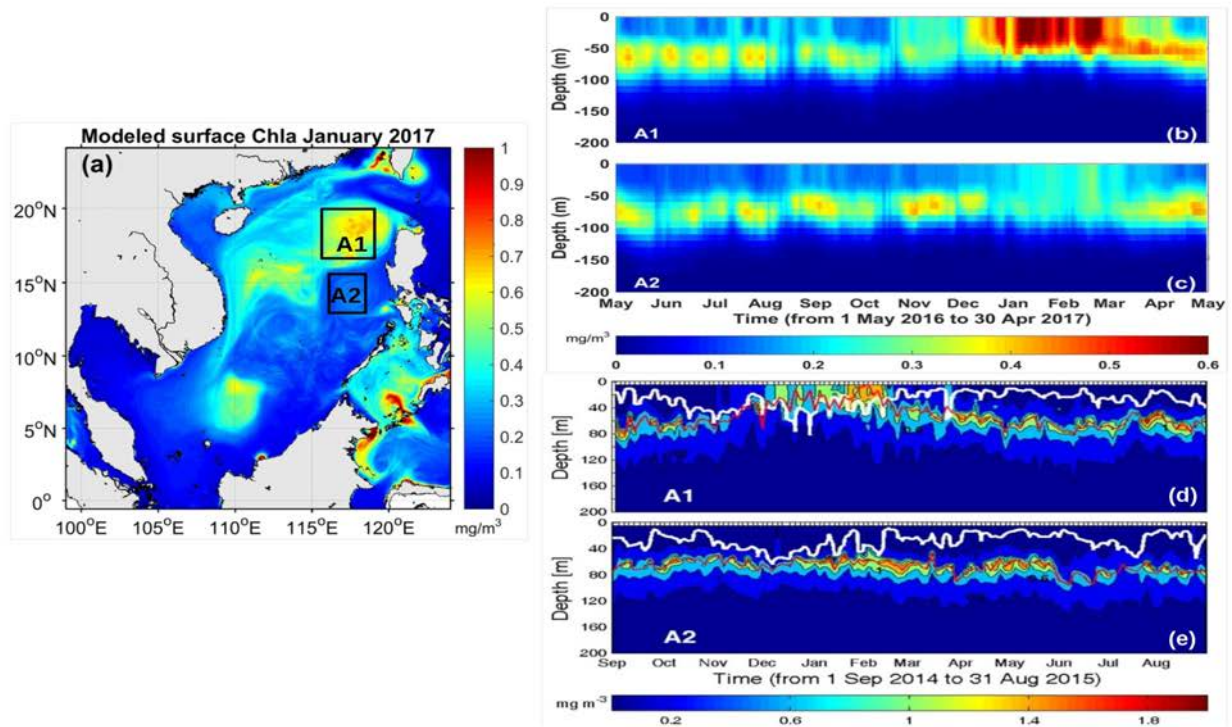 Modeled surface Chla January 2017
(a)
20°N
15°N
10°N
5°N
0°
99°E 105°E 110°E 115°E 120°E
A1
A2
1
0.9
0.8
0.7
0.6
0.5
0.4
0.3
0.2
0.1
0
mg/m³
Depth (m)
0
-50
-100
-150
-200
A1
(b)
Depth (m)
0
-50
-100
-150
-200
A2
(c)
May Jun Jul Aug Sep Oct Nov Dec Jan Feb Mar Apr May
Time (from 1 May 2016 to 30 Apr 2017)
mg/m³
0 0.1 0.2 0.3 0.4 0.5 0.6
Depth [m]
0
40
80
120
160
200
A1
(d)
Depth [m]
0
40
80
120
160
200
A2
(e)
Sep Oct Nov Dec Jan Feb Mar Apr May Jun Jul Aug
Time (from 1 Sep 2014 to 31 Aug 2015)
mg m⁻³
0.2 0.6 1 1.4 1.8